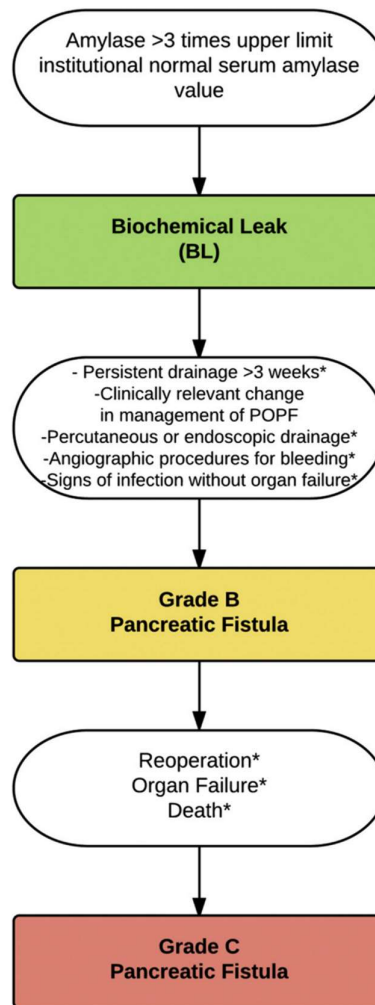 Amylase >3 times upper limit
institutional normal serum amylase
value
Biochemical Leak
(BL)
- Persistent drainage >3 weeks*
-Clinically relevant change
in management of POPF
-Percutaneous or endoscopic drainage*
-Angiographic procedures for bleeding*
-Signs of infection without organ failure*
Grade B
Pancreatic Fistula
Reoperation*
Organ Failure*
Death*
Grade C
Pancreatic Fistula